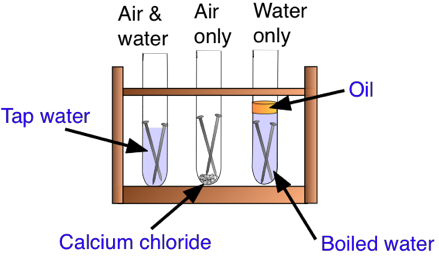 Air &
water
Air
only
Water
only
Oil
Tap water
Calcium chloride
Boiled water